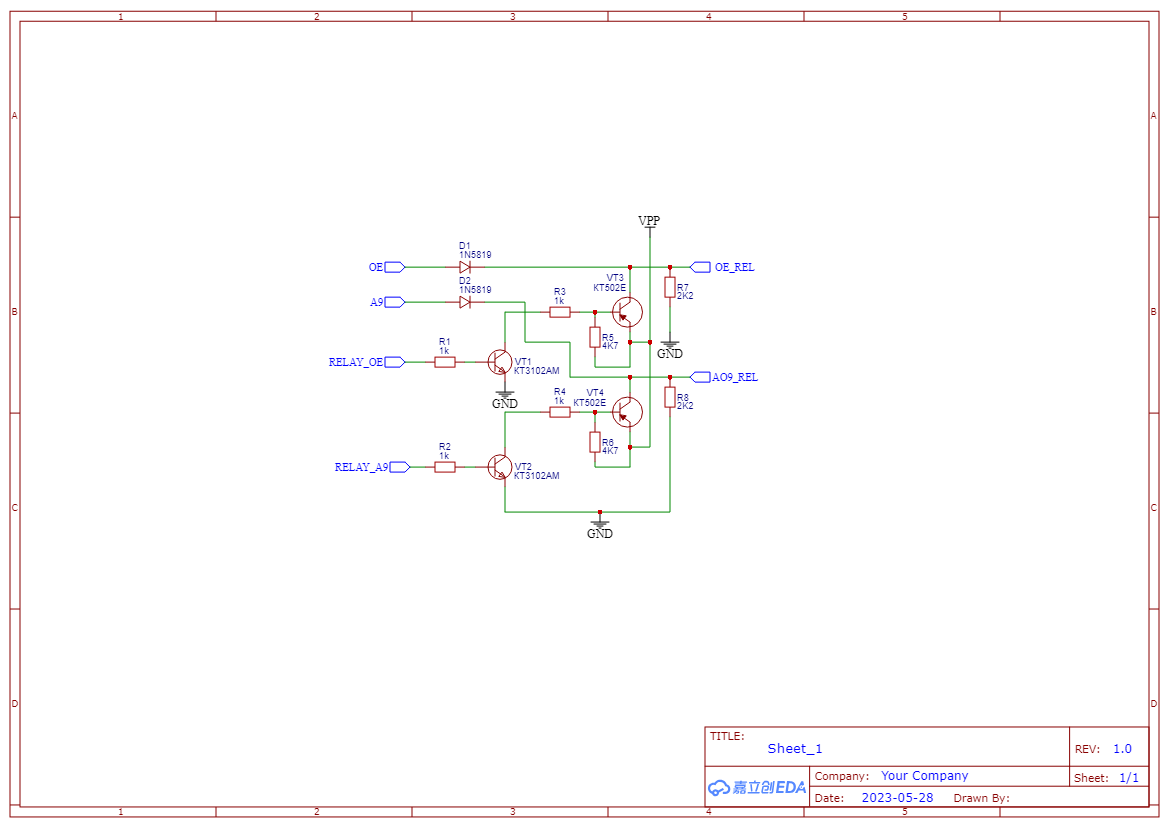 1 2 3 4 5
A A
VPP
D1
1N5819
OE OE_REL
D2
1N5819
VT3
KT502E
R7
2K2
A9
R3
1k
B B
R5
4K7
GND
R1
1k
RELAY_OE
VT1
KT3102AM
GND
AO9_REL
R4
1k
VT4
KT502E
R8
2K2
R6
4K7
R2
1k
RELAY_A9
VT2
KT3102AM
GND
C C
D D
TITLE:
Sheet_1
REV: 1.0
嘉立创EDA
Company: Your Company
Sheet: 1/1
Date: 2023-05-28 Drawn By:
1 2 3 4 5